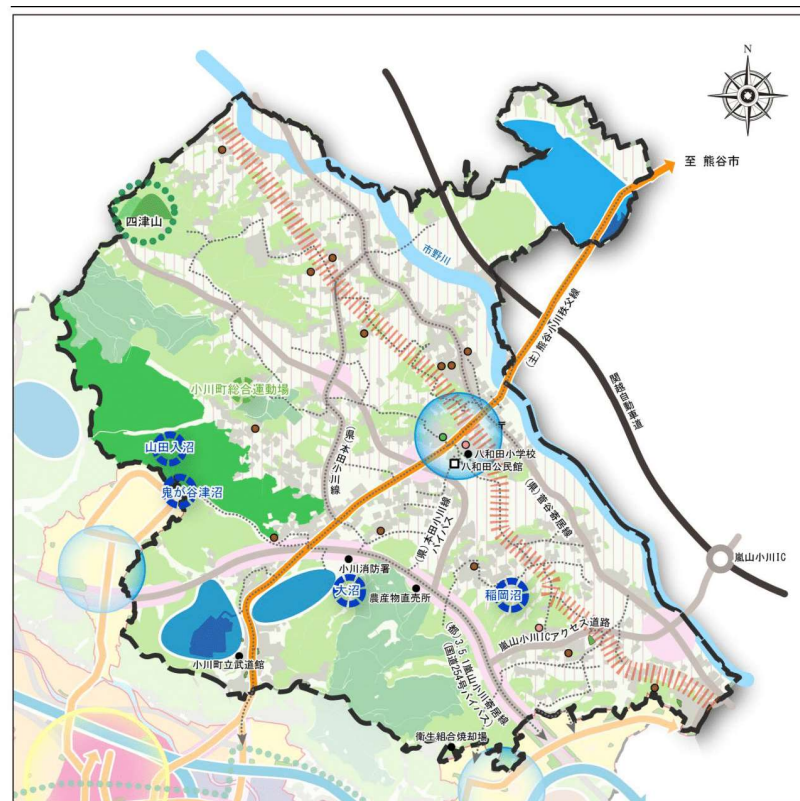 N
至 熊谷市
四津山
市野川
(主)熊谷小川秩父線
関越自動車道
小川町総合運動場
(県)本田小川線
山田入沼
鬼が谷津沼
八和田小学校
八和田公民館
(県)菅谷寄居線
(県)本田小川線
バイパス
嵐山小川IC
小川消防署
大沼
農産物直売所
稲岡沼
嵐山小川ICアクセス道路
小川町立武道館
(都)3・5・1嵐山小川寄居線
(国道254号バイパス)
衛生組合焼却場